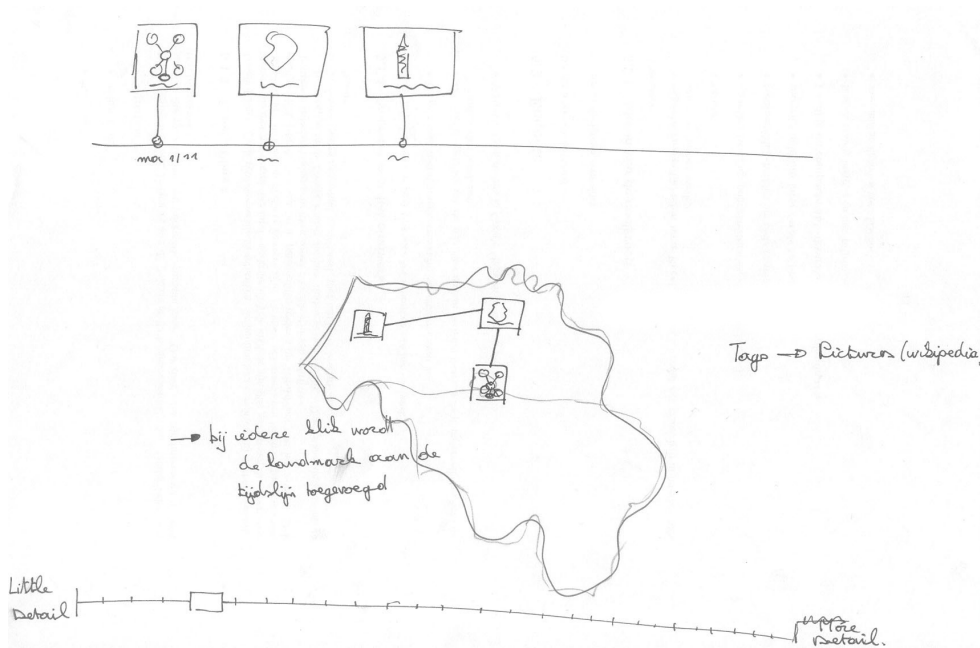 ma 1/11
Tags → Pictures (wikipedia)
→ bij iedere klik wordt
de landmark aan de
tijdslijn toegevoegd
Little
Detail
More
Detail.